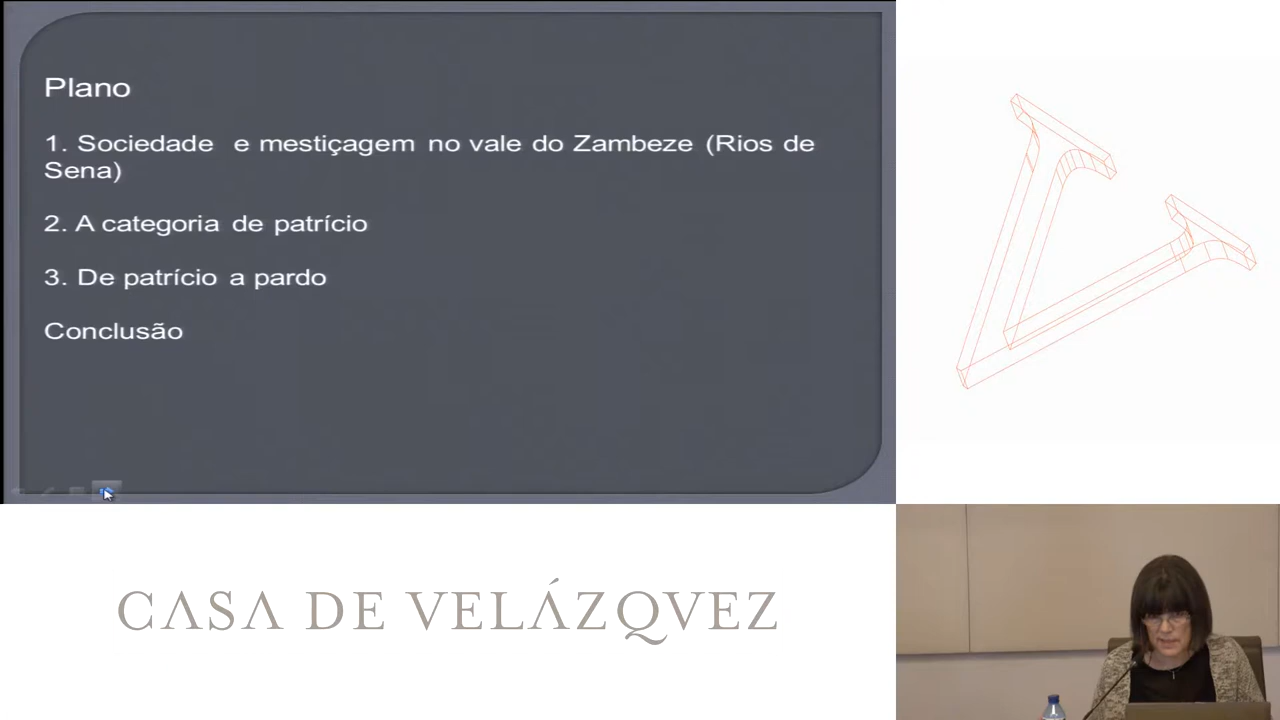 Plano
1. Sociedade e mestiçagem no vale do Zambeze (Rios de
Sena)
2. A categoria de patrício
3. De patrício a pardo
Conclusão
CASA DE VELÁZQVEZ